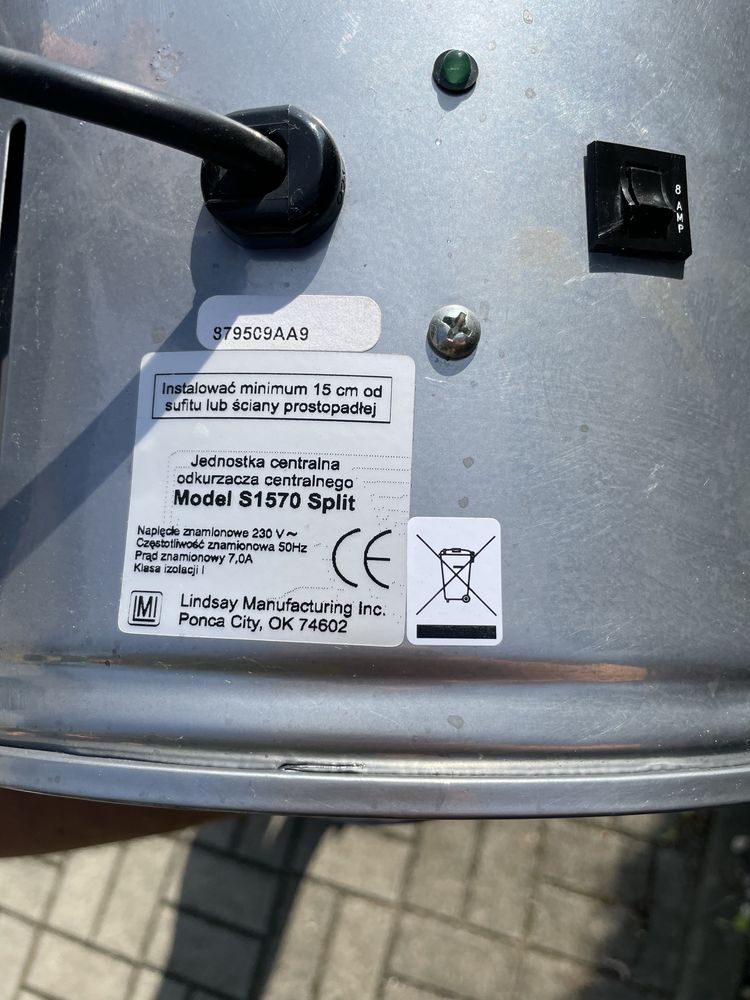 8 AMP
879509AA9
Instalować minimum 15 cm od
sufitu lub ściany prostopadłej
Jednostka centralna
odkurzacza centralnego
Model S1570 Split
Napięcie znamionowe 230 V ~
Częstotliwość znamionowa 50Hz
Prąd znamionowy 7,0A
Klasa izolacji I
CE
M
Lindsay Manufacturing Inc.
Ponca City, OK 74602